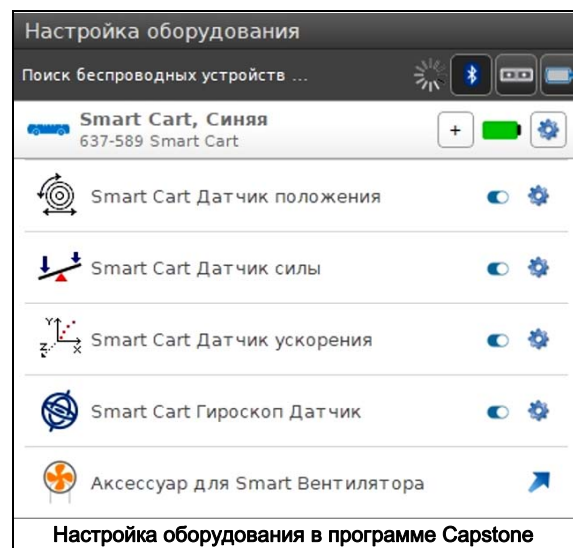 Настройка оборудования
Поиск беспроводных устройств ...
Smart Cart, Синяя
637-589 Smart Cart
+
Smart Cart Датчик положения
Smart Cart Датчик силы
Y
Z
X
Smart Cart Датчик ускорения
Smart Cart Гироскоп Датчик
Аксессуар для Smart Вентилятора
Настройка оборудования в программе Capstone